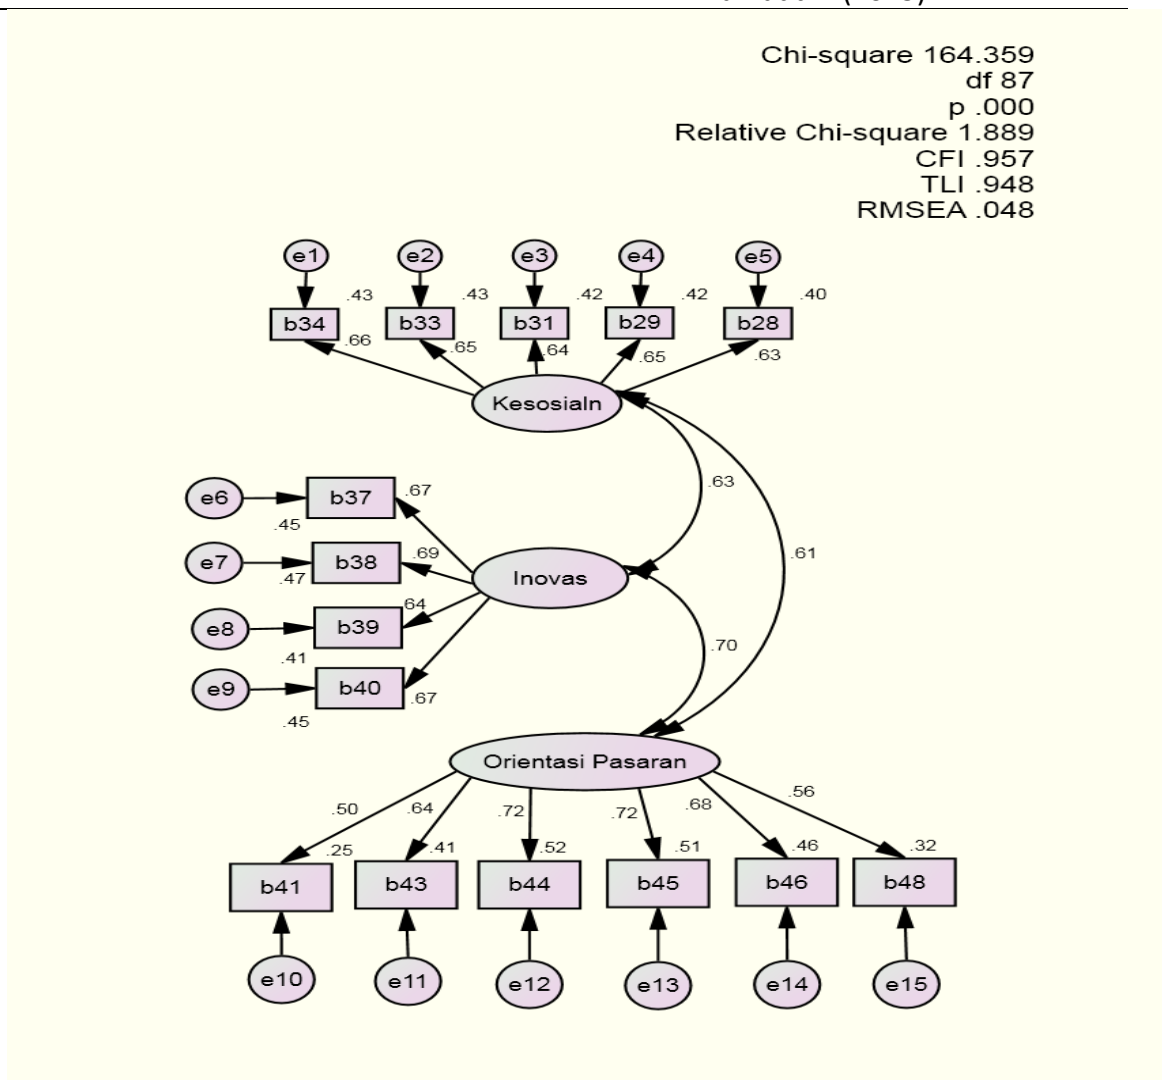 Chi-square 164.359
df 87
p .000
Relative Chi-square 1.889
CFI .957
TLI .948
RMSEA .048
e1 e2 e3 e4 e5
.43 .43 .42 .42 .40
b34 b33 b31 b29 b28
.66 .65 .64 .65 .63
Kesosialn
.63
.61
e6 b37 .67
.45
e7 b38 .69
.47
Inovas
e8 b39 64
.41
e9 b40 .67
.45
.70
Orientasi Pasaran
.50 .64 .72 .72 .68 .56
.25 .41 .52 .51 .46 .32
b41 b43 b44 b45 b46 b48
e10 e11 e12 e13 e14 e15